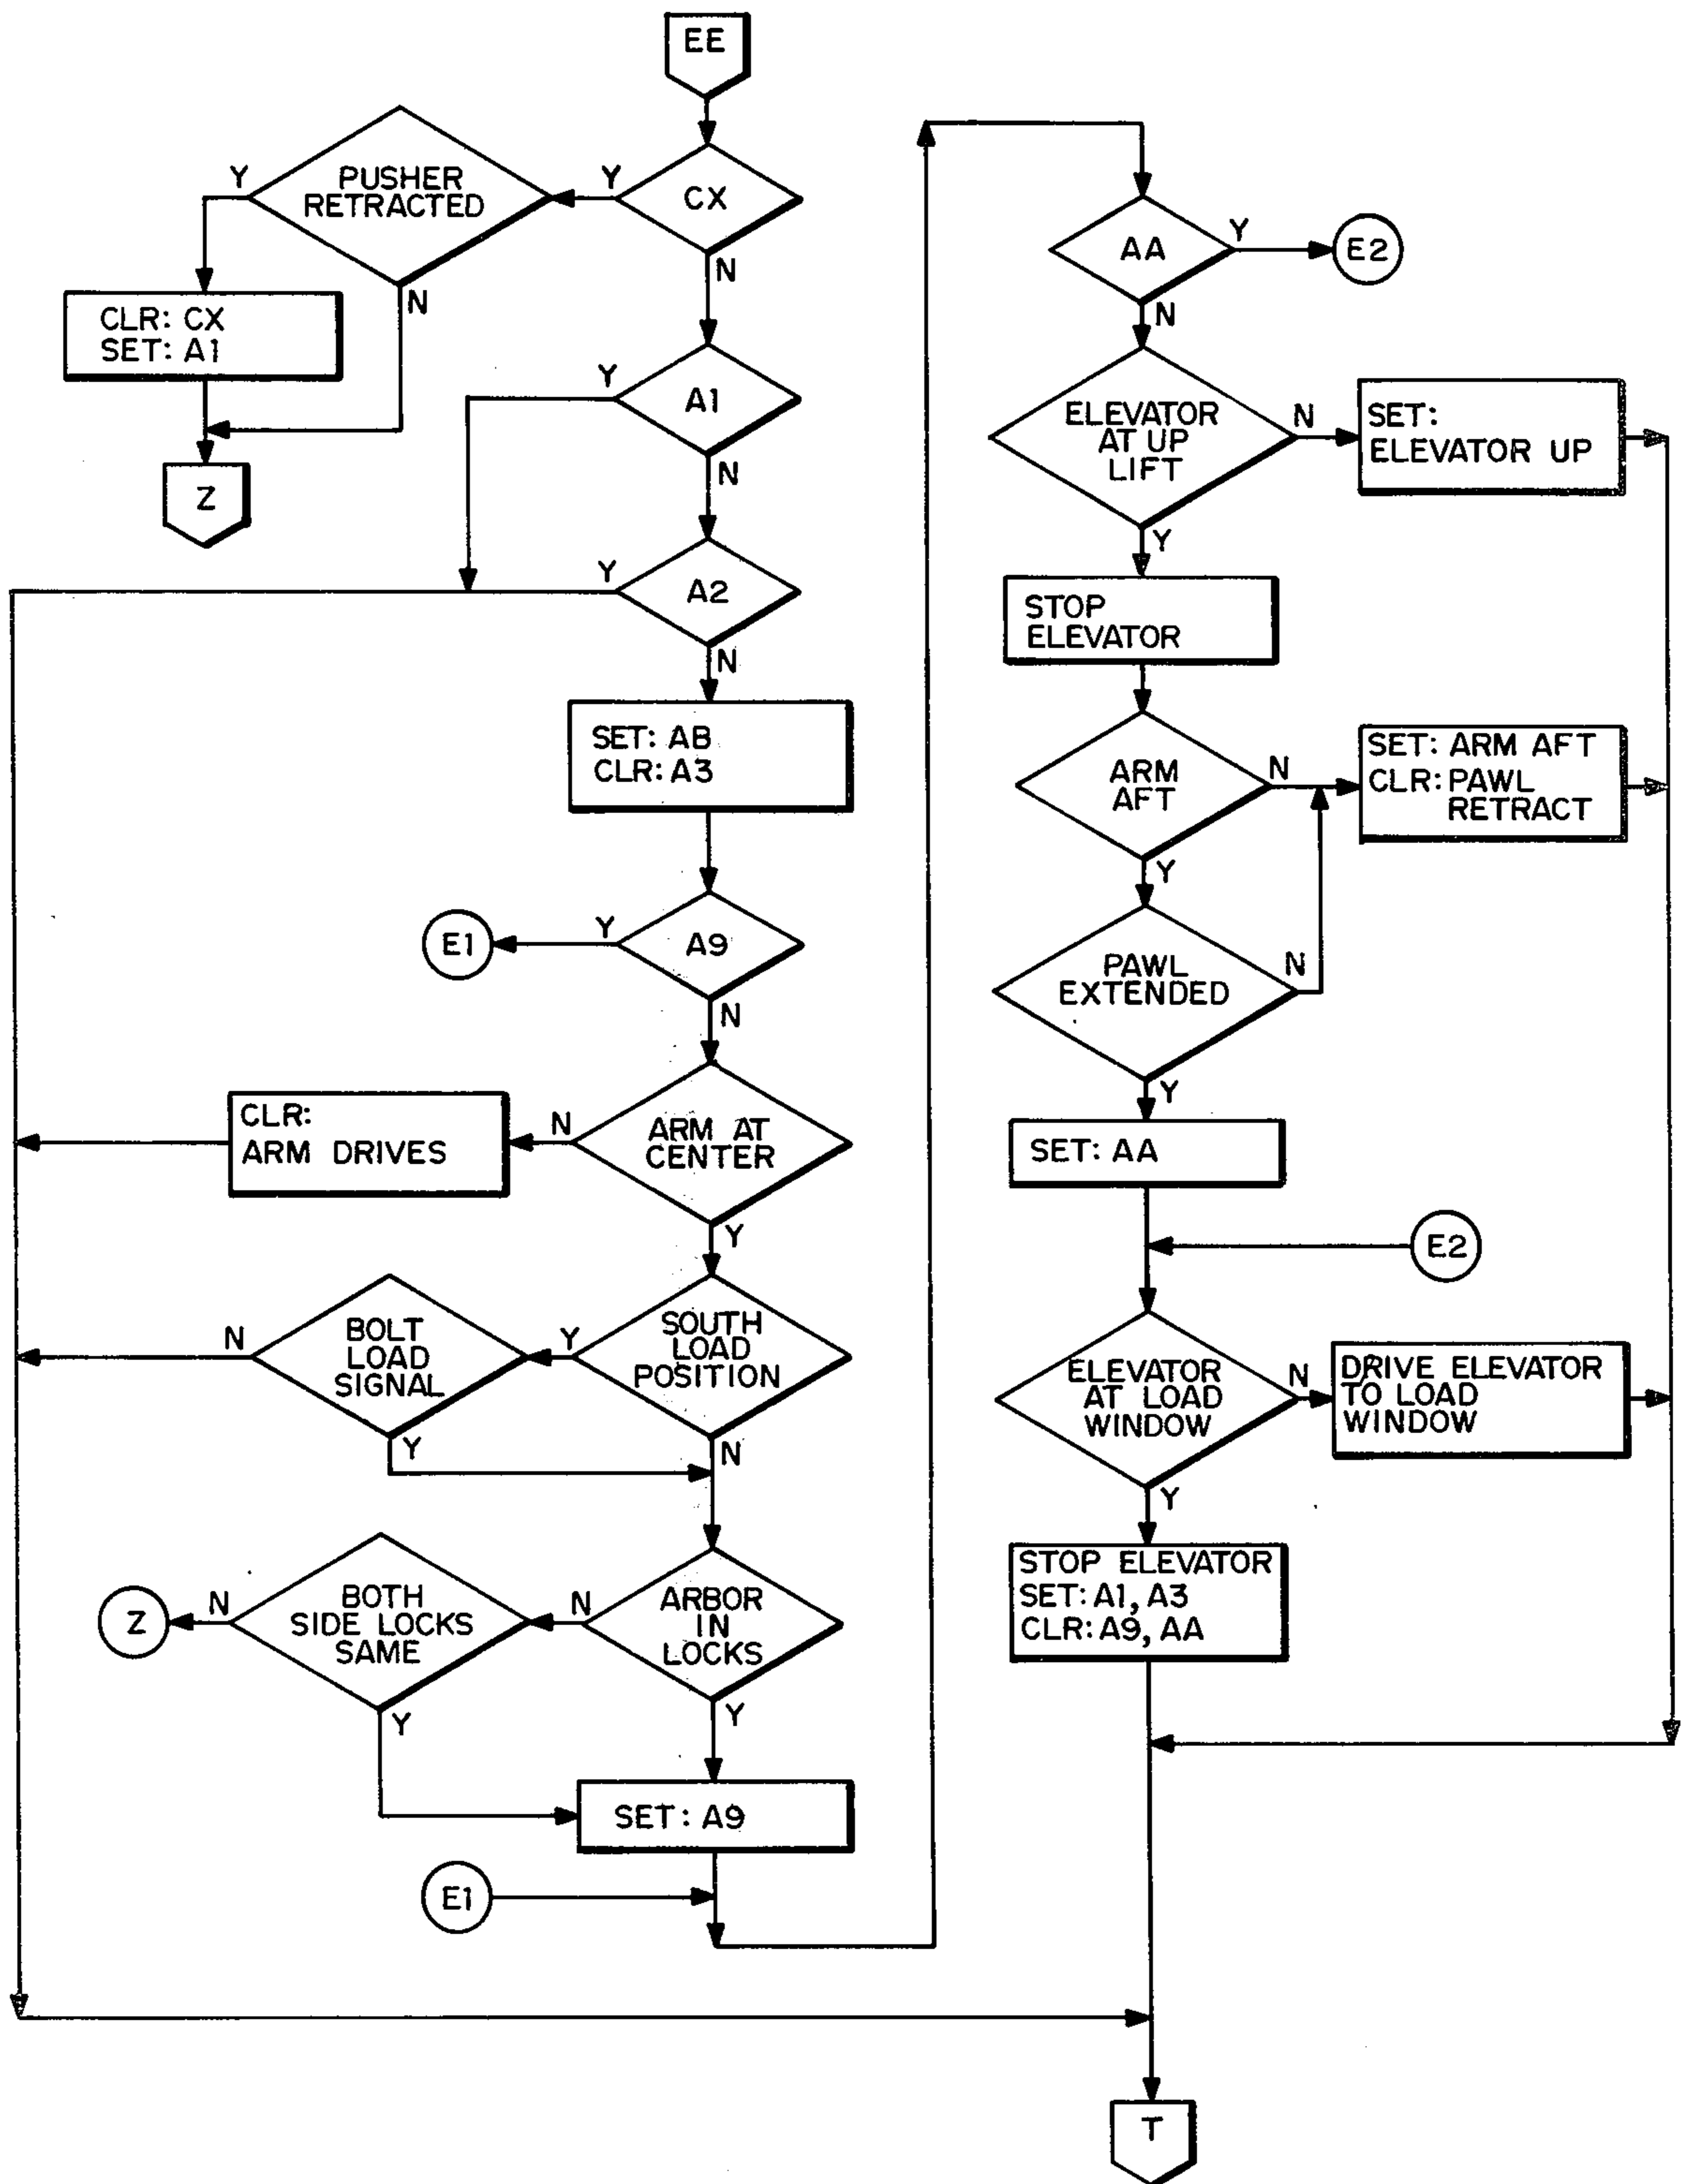 EE
CX
Y
N
PUSHER
RETRACTED
Y
N
CLR: CX
SET: A1
Z
A1
Y
N
A2
Y
N
SET: AB
CLR: A3
A9
Y
N
E1
ARM AT
CENTER
N
Y
CLR:
ARM DRIVES
SOUTH
LOAD
POSITION
Y
N
BOLT
LOAD
SIGNAL
N
Y
ARBOR
IN
LOCKS
N
Y
BOTH
SIDE LOCKS
SAME
N
Y
Z
SET: A9
E1
AA
Y
N
E2
ELEVATOR
AT UP
LIFT
N
Y
SET:
ELEVATOR UP
STOP
ELEVATOR
ARM
AFT
N
Y
SET: ARM AFT
CLR: PAWL
RETRACT
PAWL
EXTENDED
N
Y
SET: AA
E2
ELEVATOR
AT LOAD
WINDOW
N
Y
DRIVE ELEVATOR
TO LOAD
WINDOW
STOP ELEVATOR
SET: A1, A3
CLR: A9, AA
T